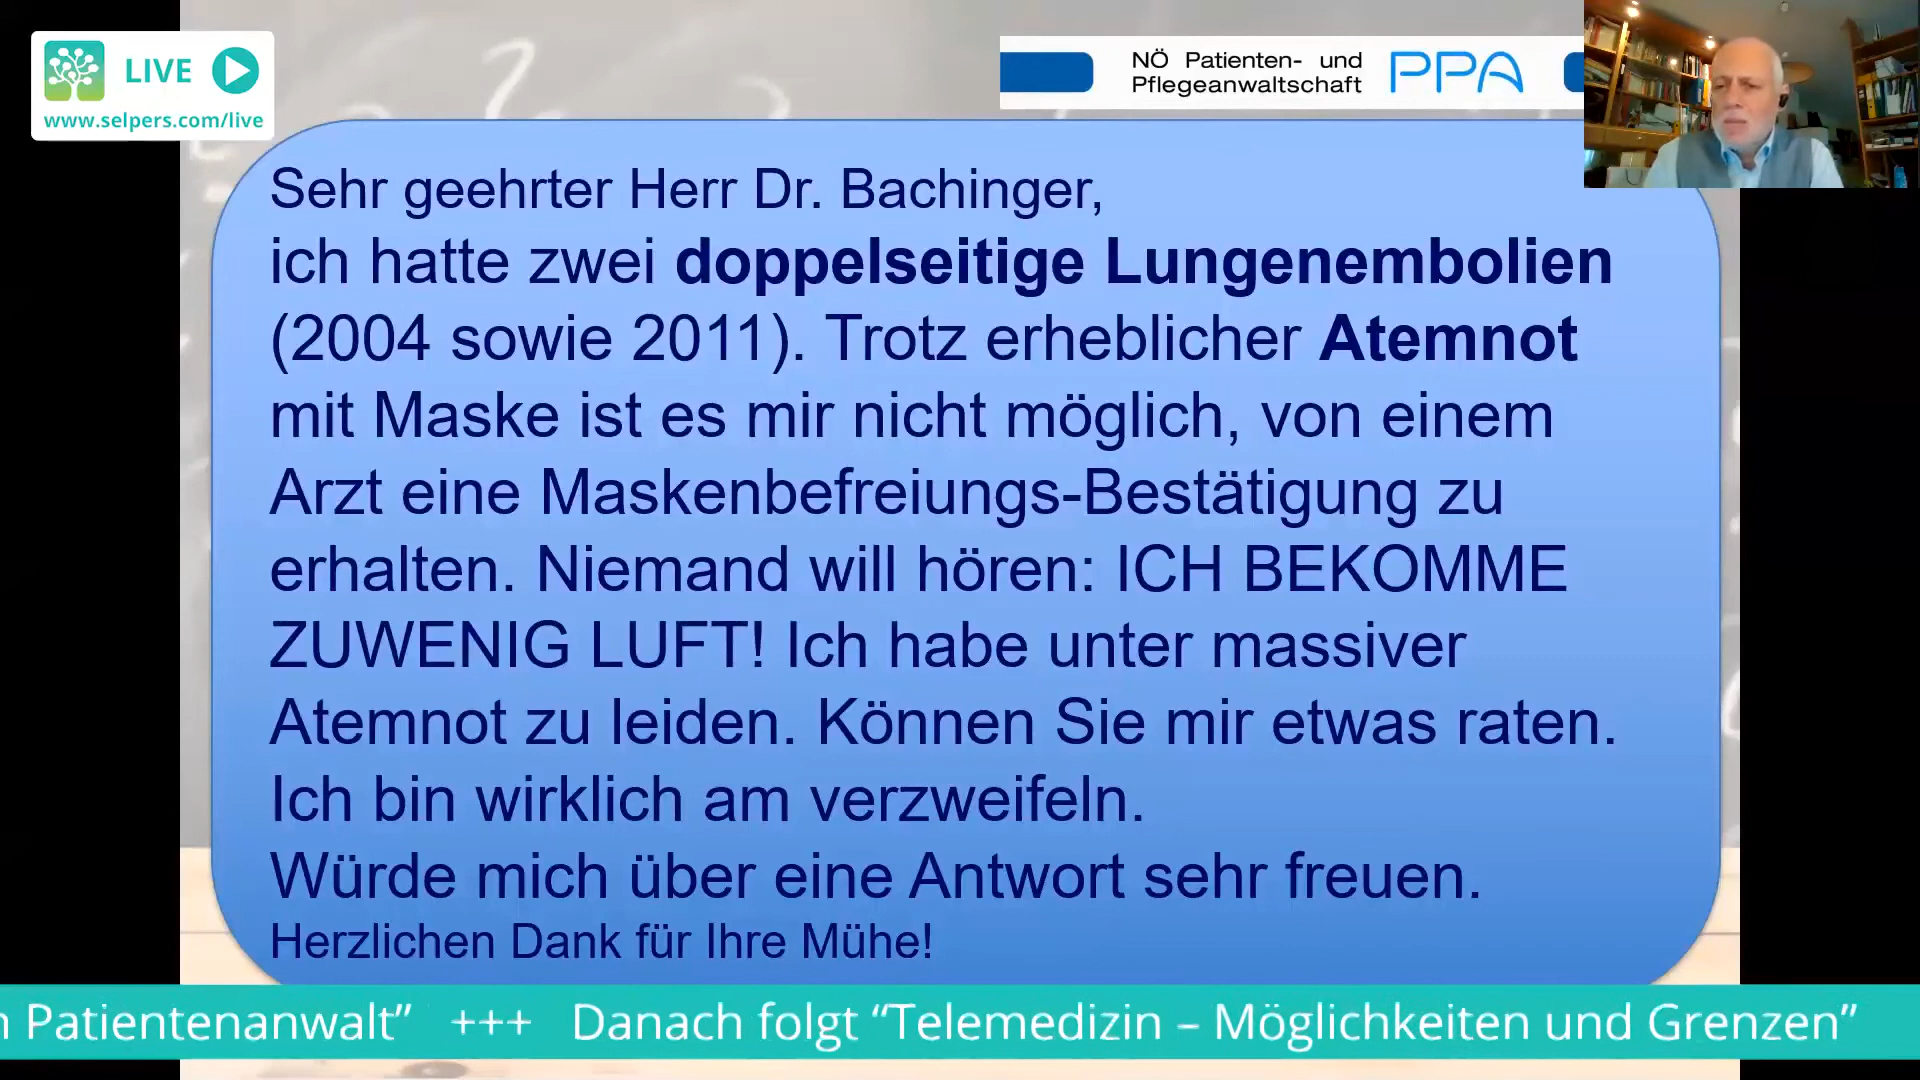 LIVE
www.selpers.com/live
NÖ Patienten- und
Pflegeanwaltschaft
PPA
Sehr geehrter Herr Dr. Bachinger,
ich hatte zwei doppelseitige Lungenembolien
(2004 sowie 2011). Trotz erheblicher Atemnot
mit Maske ist es mir nicht möglich, von einem
Arzt eine Maskenbefreiungs-Bestätigung zu
erhalten. Niemand will hören: ICH BEKOMME
ZUWENIG LUFT! Ich habe unter massiver
Atemnot zu leiden. Können Sie mir etwas raten.
Ich bin wirklich am verzweifeln.
Würde mich über eine Antwort sehr freuen.
Herzlichen Dank für Ihre Mühe!
Patientenanwalt” +++ Danach folgt “Telemedizin – Möglichkeiten und Grenzen”